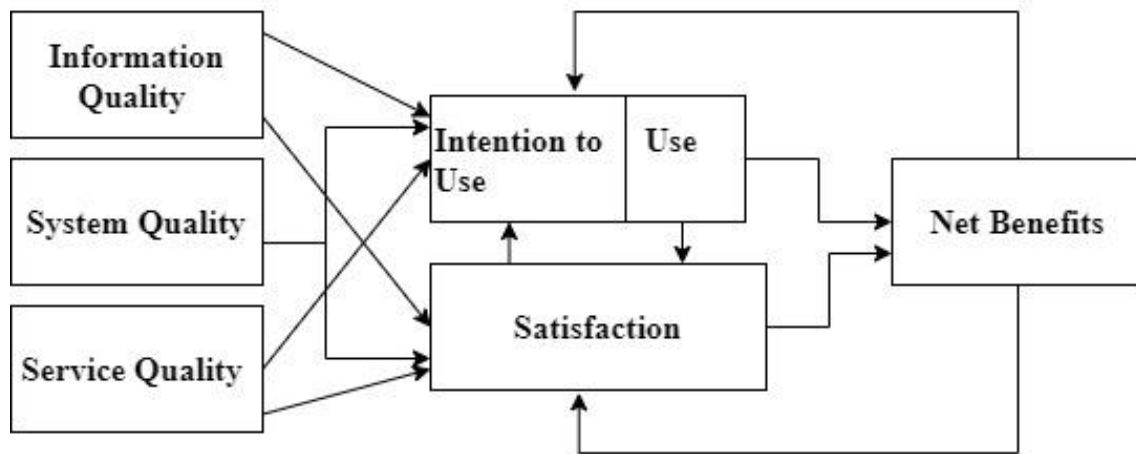 Information
Quality
Intention to
Use
Use
System Quality
Net Benefits
Satisfaction
Service Quality